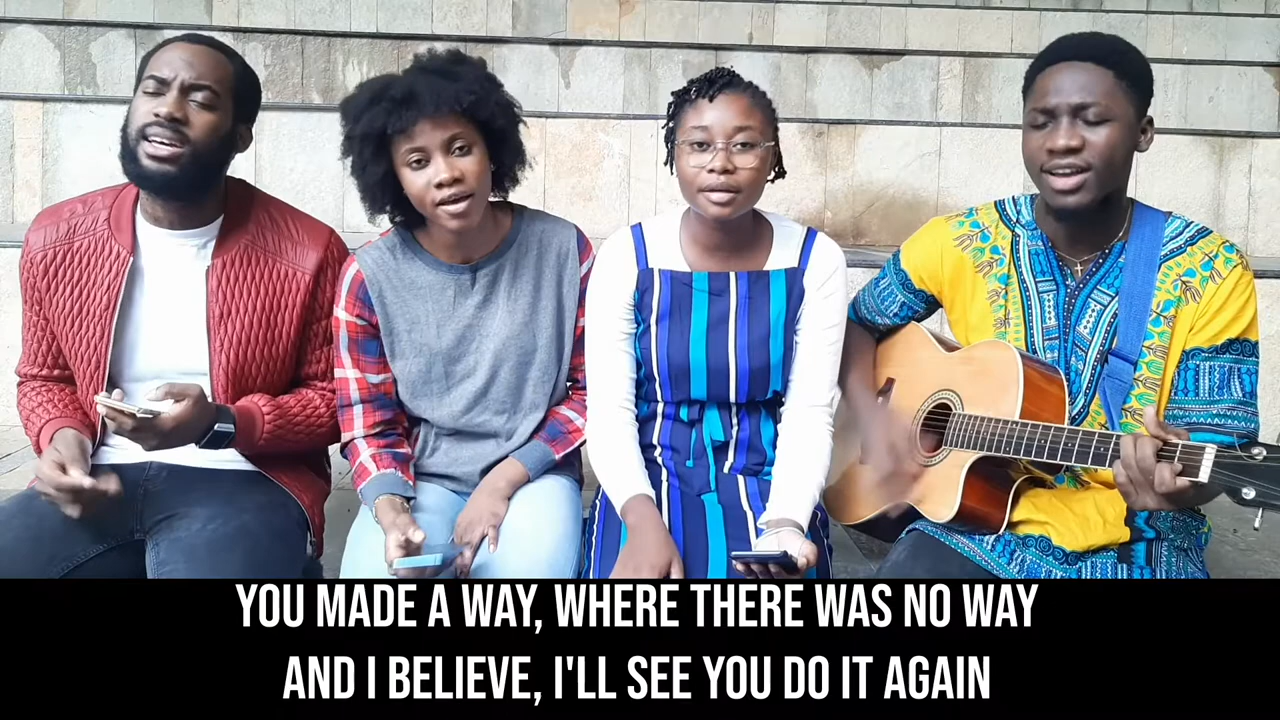 YOU MADE A WAY, WHERE THERE WAS NO WAY
AND I BELIEVE, I'LL SEE YOU DO IT AGAIN